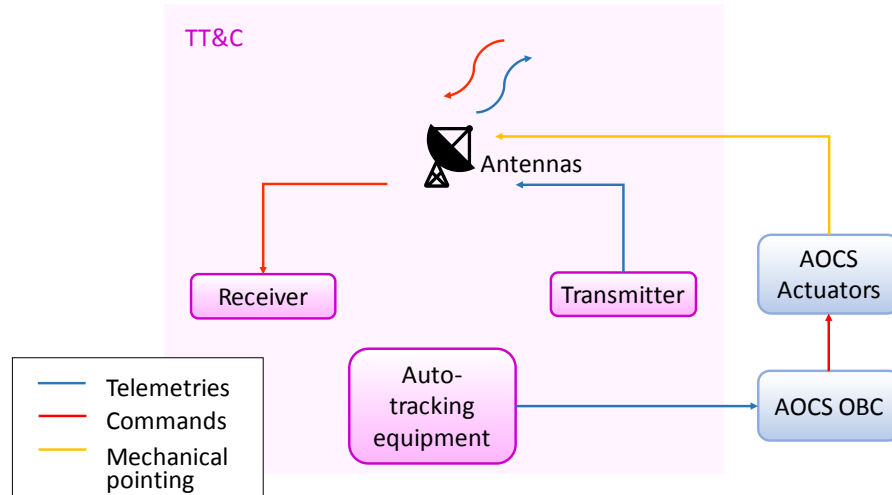 TT&C
Antennas
Receiver
Transmitter
AOCS
Actuators
Auto-
tracking
equipment
AOCS OBC
Telemetries
Commands
Mechanical
pointing